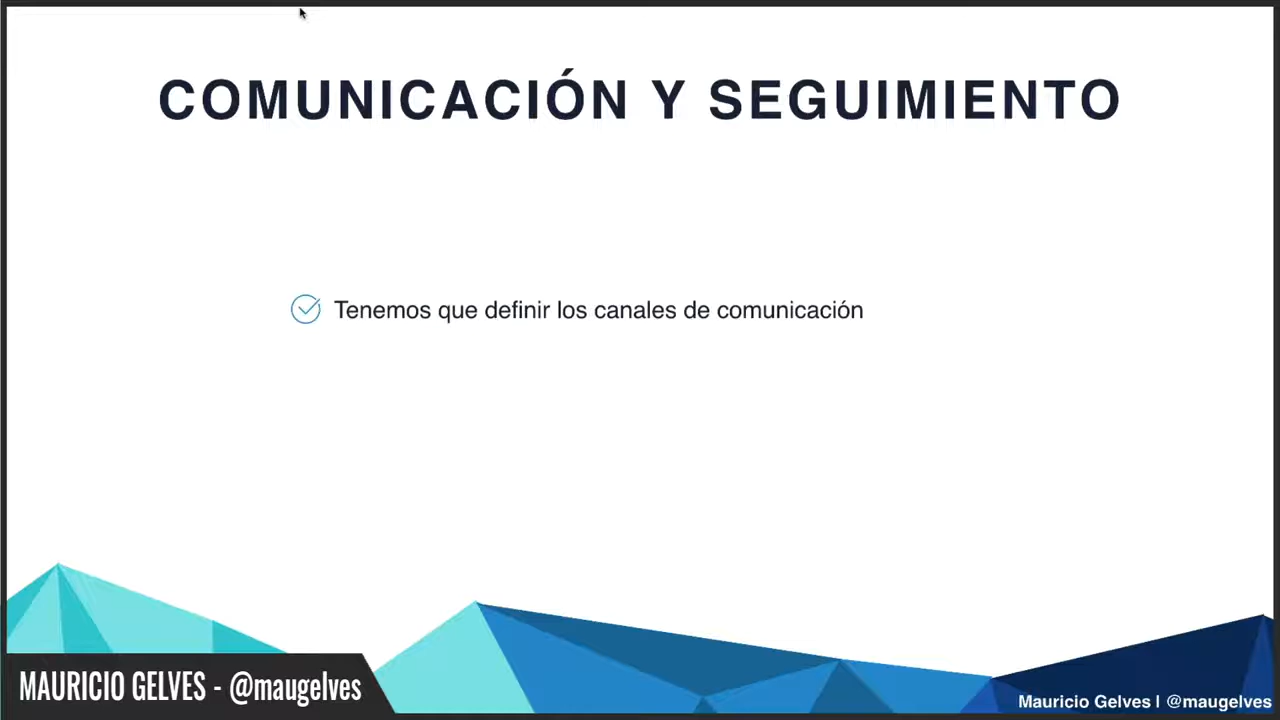 COMUNICACIÓN Y SEGUIMIENTO
Tenemos que definir los canales de comunicación
MAURICIO GELVES - @maugelves
Mauricio Gelves | @maugelves